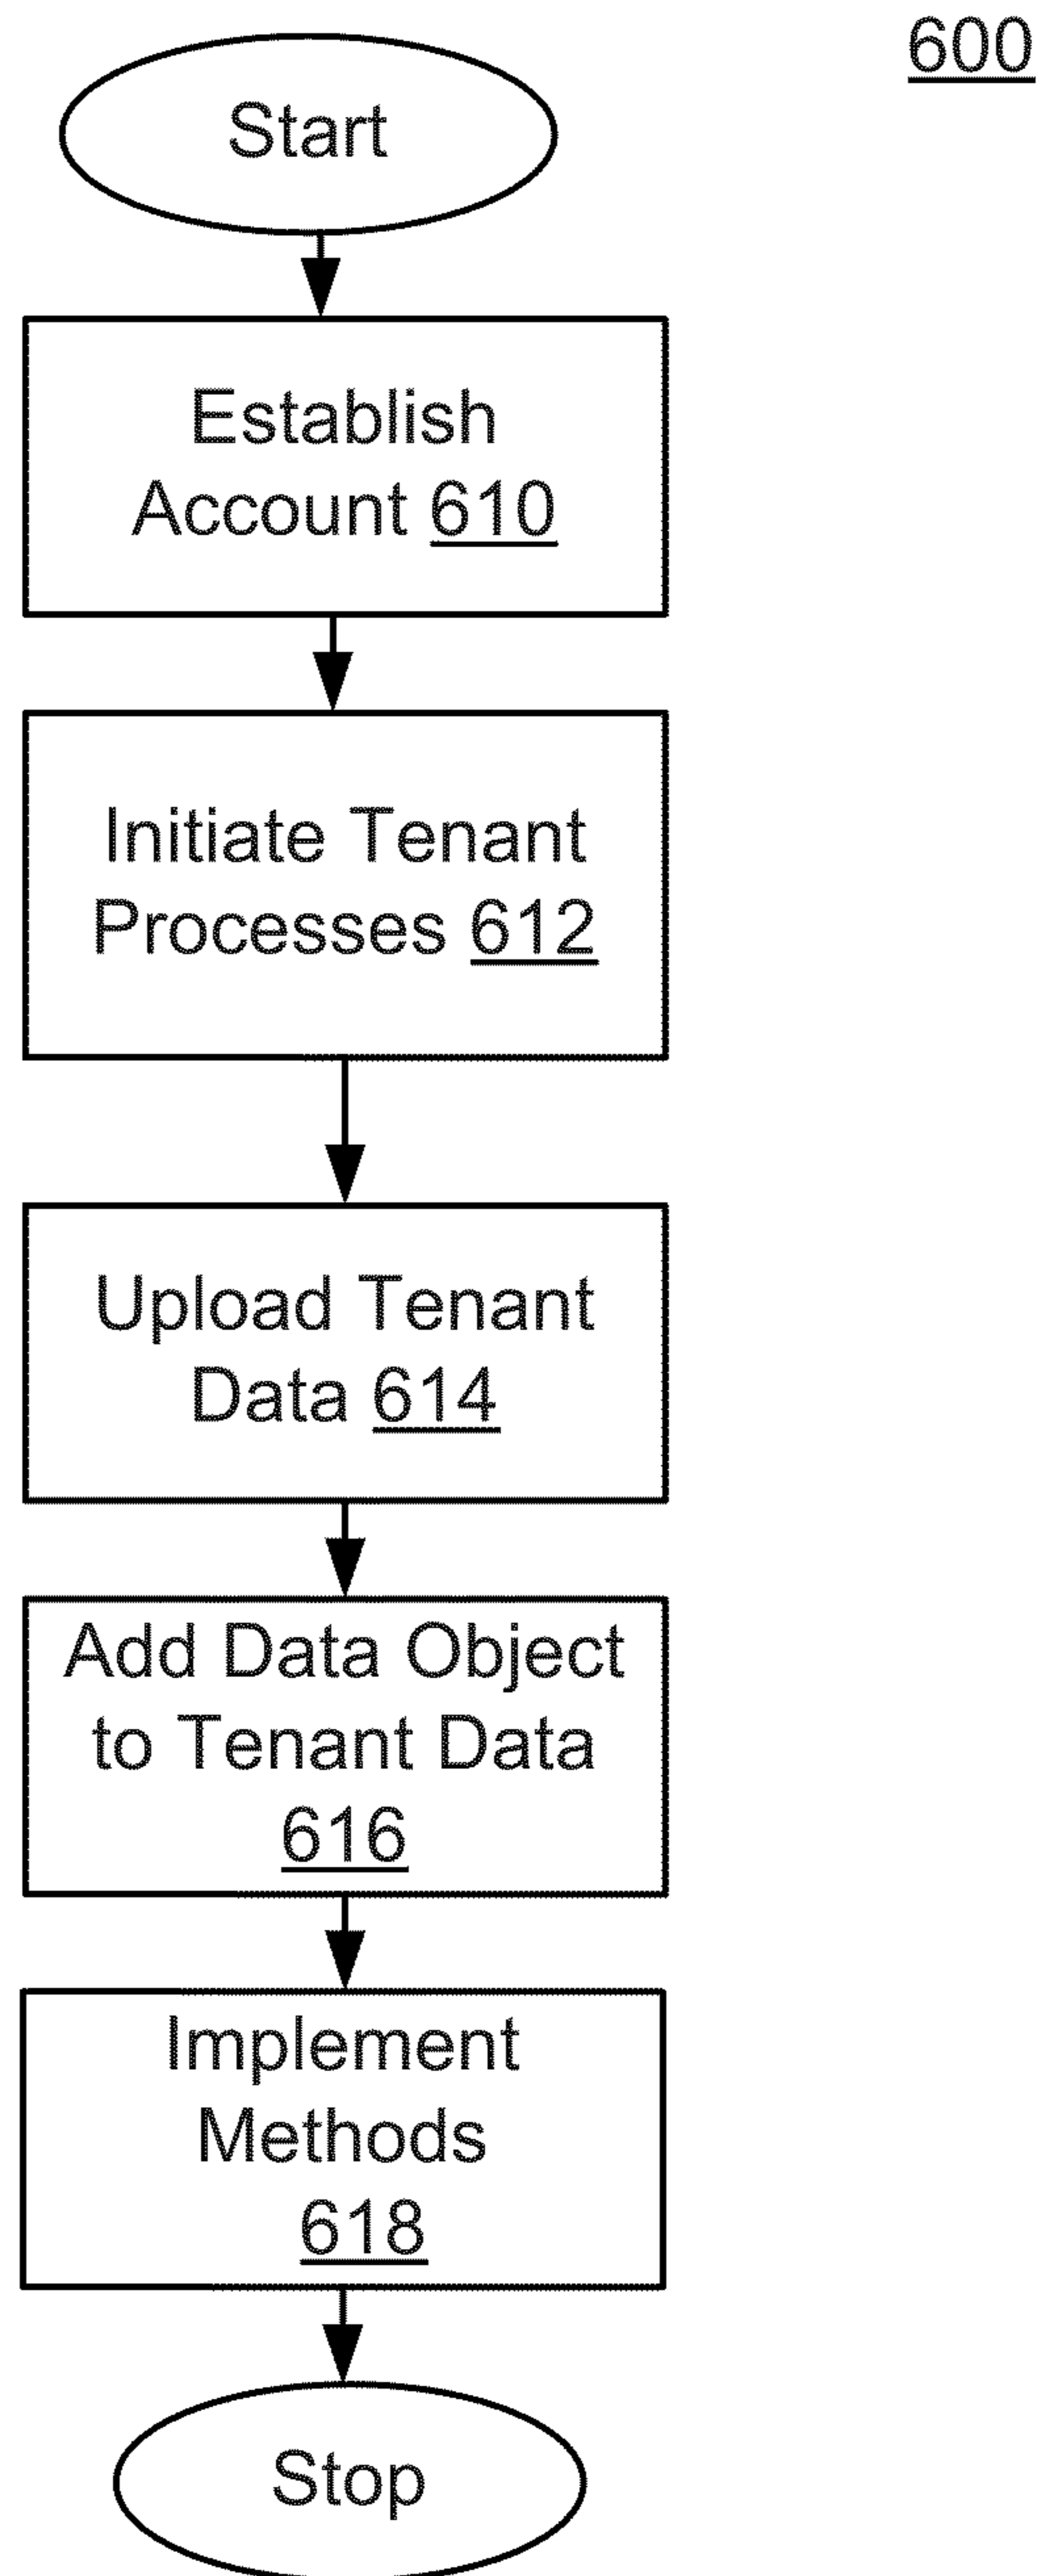 600
Start
Establish
Account 610
Initiate Tenant
Processes 612
Upload Tenant
Data 614
Add Data Object
to Tenant Data
616
Implement
Methods
618
Stop